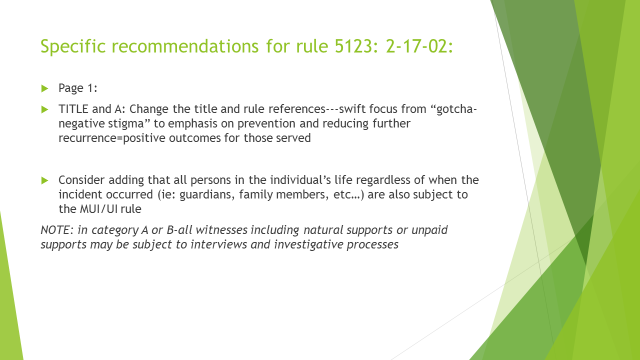 Specific recommendations for rule 5123: 2-17-02:
Page 1:
TITLE and A: Change the title and rule references---swift focus from “gotcha-
negative stigma” to emphasis on prevention and reducing further
recurrence=positive outcomes for those served
Consider adding that all persons in the individual’s life regardless of when the
incident occurred (ie: guardians, family members, etc…) are also subject to
the MUI/UI rule
NOTE: in category A or B-all witnesses including natural supports or unpaid
supports may be subject to interviews and investigative processes